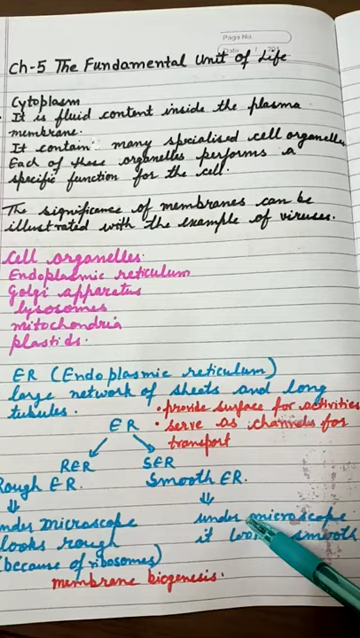 Page No.
Date
Ch-5 The Fundamental Unit of Life
Cytoplasm
It is fluid content inside the plasma
membrane.
It contain many specialised cell organelles
Each of these organelles performs a
specific function for the cell.
The significance of membranes can be
illustrated with the example of viruses.
Cell organelles
Endoplasmic reticulum
Golgi apparatus
lysosomes
mitochondria
plastids.
ER (Endoplasmic reticulum)
large network of sheets and long
tubules.
• provide surface for activities
ER • serve as channels for
transport
RER SER
Rough ER. Smooth ER.
under microscope under microscope
looks rough it smooth
(because of ribosomes)
membrane biogenesis.